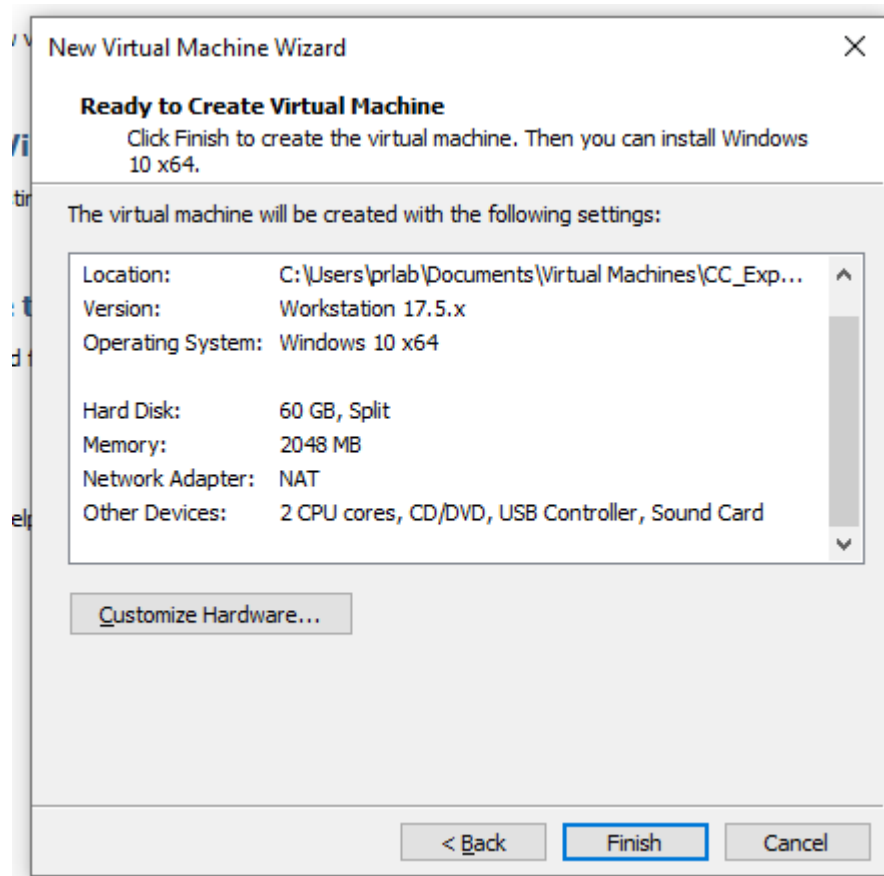 New Virtual Machine Wizard
Ready to Create Virtual Machine
Click Finish to create the virtual machine. Then you can install Windows
10 x64.
The virtual machine will be created with the following settings:
Location: C:\Users\prlab\Documents\Virtual Machines\CC_Exp...
Version: Workstation 17.5.x
Operating System: Windows 10 x64
Hard Disk: 60 GB, Split
Memory: 2048 MB
Network Adapter: NAT
Other Devices: 2 CPU cores, CD/DVD, USB Controller, Sound Card
Customize Hardware...
< Back
Finish
Cancel